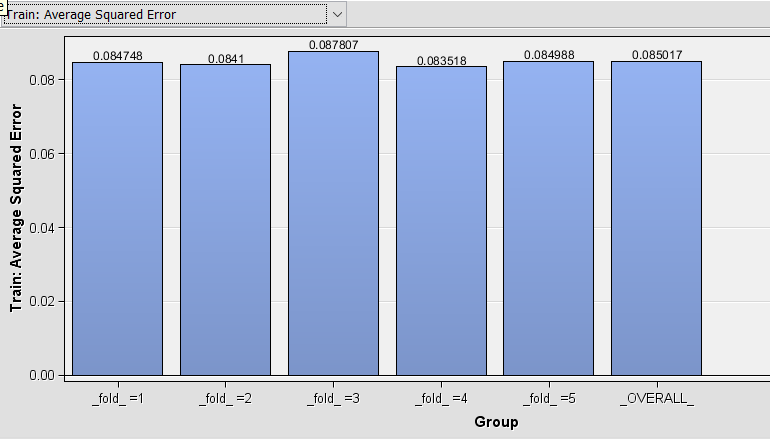 Train: Average Squared Error
0.084748
0.0841
0.087807
0.083518
0.084988
0.085017
0.08
0.06
0.04
0.02
0.00
Train: Average Squared Error
_fold_ =1
_fold_ =2
_fold_ =3
_fold_ =4
_fold_ =5
_OVERALL_
Group